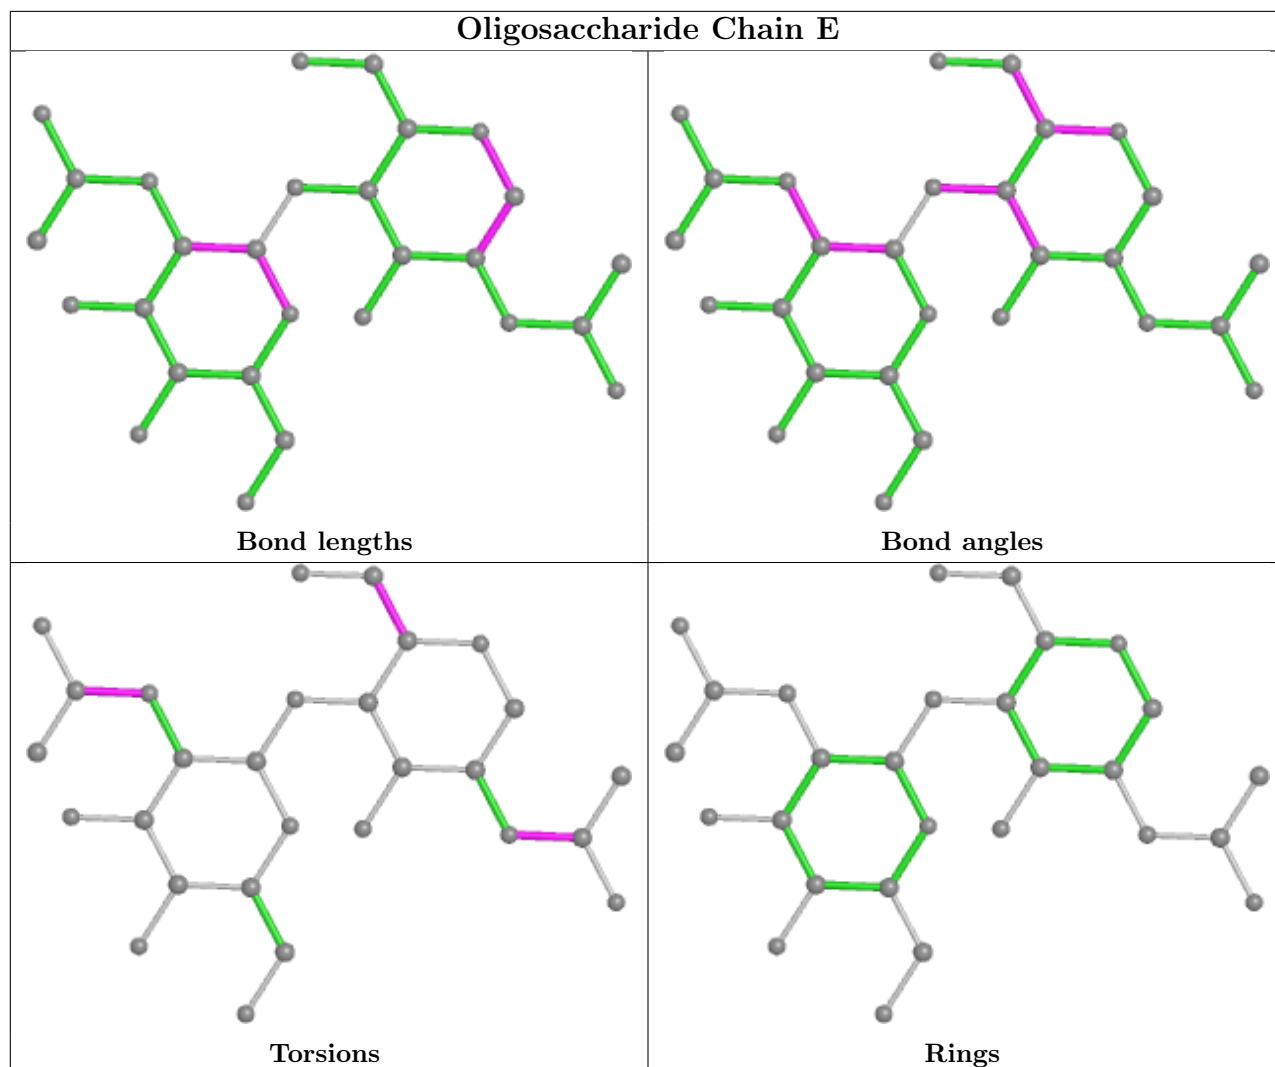 Oligosaccharide Chain E
Bond lengths
Bond angles
Torsions
Rings